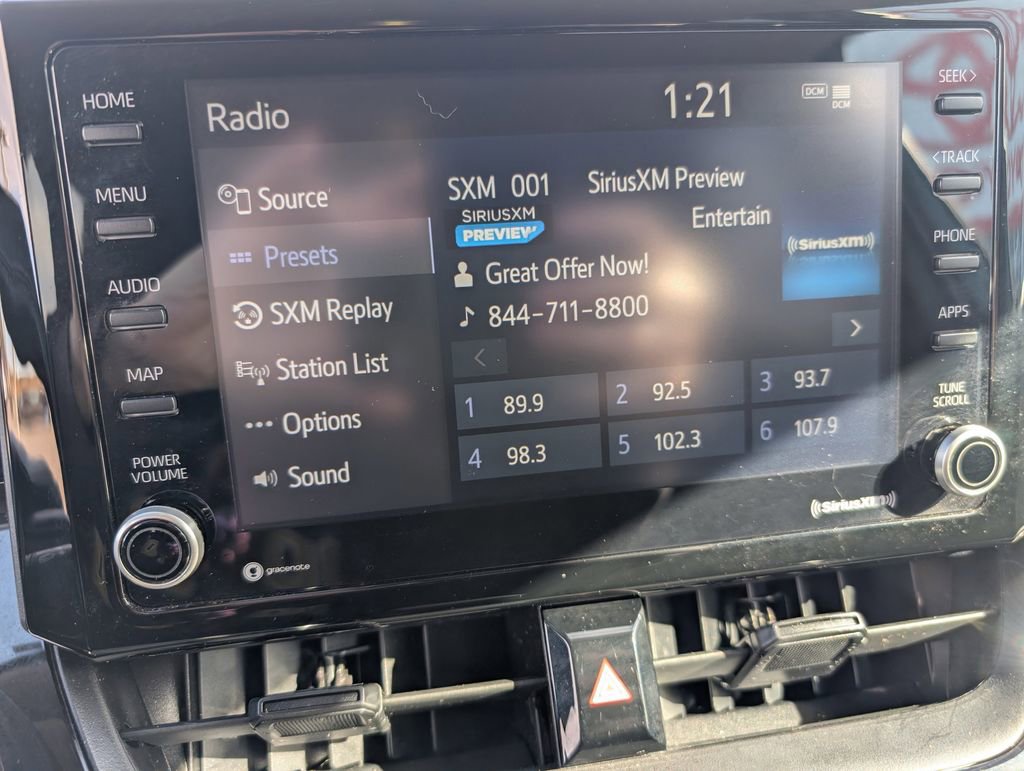 HOME
MENU
AUDIO
MAP
POWER
VOLUME
Radio
1:21
DCM
DCM
Source
Presets
SXM Replay
Station List
Options
Sound
SXM 001
SiriusXM Preview
SIRIUSXM
PREVIEW
Entertain
((SiriusXM))
Great Offer Now!
844-711-8800
<
>
1 89.9
2 92.5
3 93.7
4 98.3
5 102.3
6 107.9
SEEK >
< TRACK
PHONE
APPS
TUNE
SCROLL
gracenote
((SiriusXM))